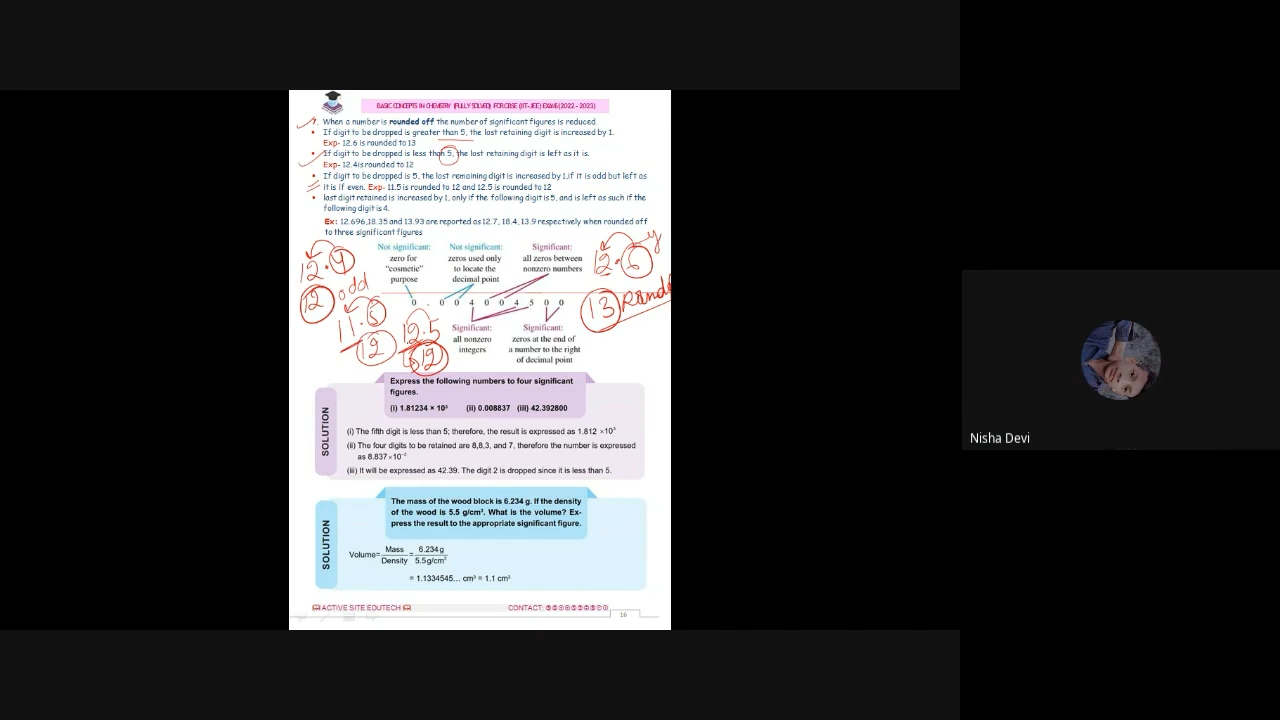 BASIC CONCEPTS IN CHEMISTRY (FULLY SOLVED) FOR CBSE (IIT-JEE) EXAMS (2022 - 2023)
7. When a number is rounded off the number of significant figures is reduced.
• If digit to be dropped is greater than 5, the lost retaining digit is increased by 1.
Exp- 12.6 is rounded to 13
• If digit to be dropped is less than 5, the lost retaining digit is left as it is.
Exp- 12.4 is rounded to 12
• If digit to be dropped is 5, the lost remaining digit is increased by 1,if it is odd but left as
it is if even. Exp- 11.5 is rounded to 12 and 12.5 is rounded to 12
• last digit retained is increased by 1, only if the following digit is 5, and is left as such if the
following digit is 4.
Ex: 12.696,18.35 and 13.93 are reported as 12.7, 18.4, 13.9 respectively when rounded off
to three significant figures
Not significant:
zero for
"cosmetic"
purpose
Not significant:
zeros used only
to locate the
decimal point
Significant:
all zeros between
nonzero numbers
12.4
12
odd
11.5
12
12.5
12
12.6
13
0 . 0 0 4 0 0 4 5 0 0
Significant:
all nonzero
integers
Significant:
zeros at the end of
a number to the right
of decimal point
SOLUTION
Express the following numbers to four significant
figures.
(i) 1.81234 × 10³ (ii) 0.008837 (iii) 42.392800
(i) The fifth digit is less than 5; therefore, the result is expressed as 1.812 ×10³
(ii) The four digits to be retained are 8,8,3, and 7, therefore the number is expressed
as 8.837×10⁻³
(iii) It will be expressed as 42.39. The digit 2 is dropped since it is less than 5.
SOLUTION
The mass of the wood block is 6.234 g. If the density
of the wood is 5.5 g/cm³. What is the volume? Ex-
press the result to the appropriate significant figure.
Volume= Mass / Density = 6.234 g / 5.5g/cm³
= 1.1334545... cm³ = 1.1 cm³
ACTIVE SITE EDUTECH
CONTACT:
16
Nisha Devi